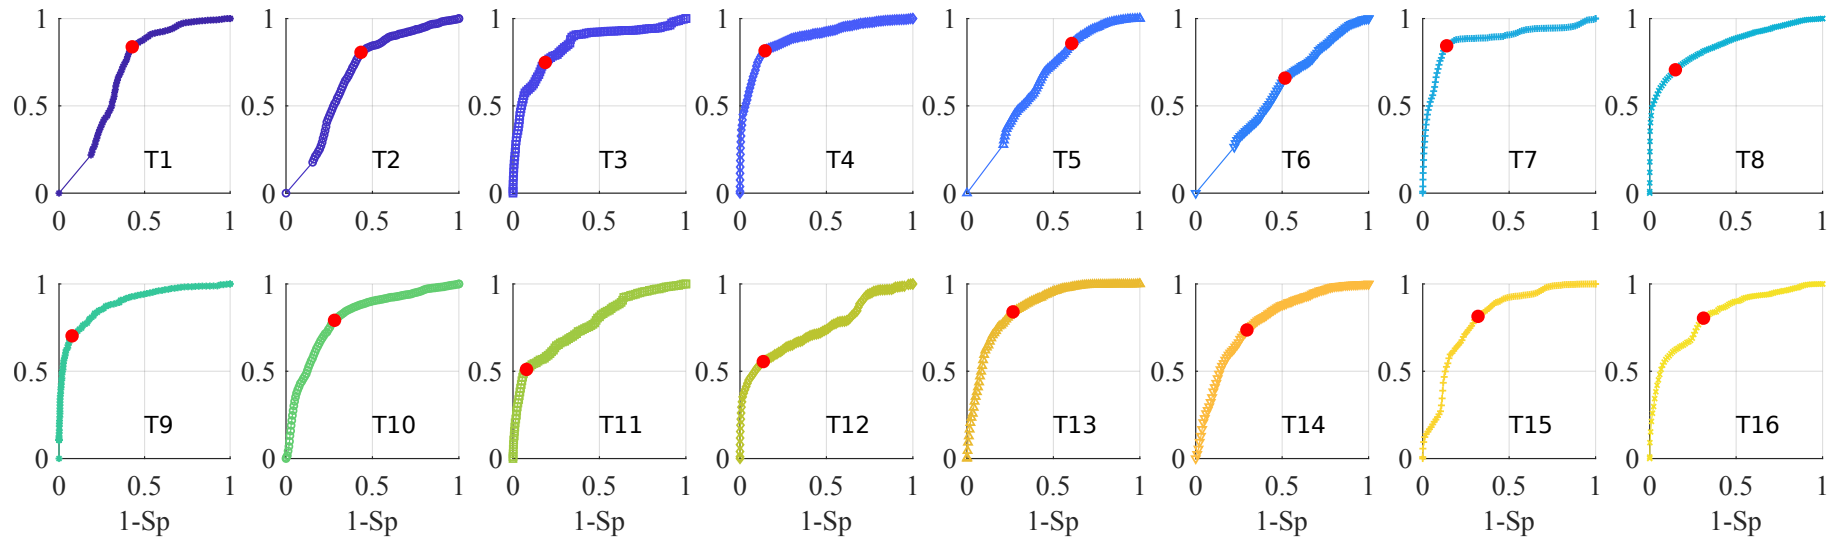 1 1 1 1 1 1 1 1
0.5 0.5 0.5 0.5 0.5 0.5 0.5 0.5
T1 T2 T3 T4 T5 T6 T7 T8
0 0 0 0 0 0 0 0
0 0.5 1 0 0.5 1 0 0.5 1 0 0.5 1 0 0.5 1 0 0.5 1 0 0.5 1 0 0.5 1
1 1 1 1 1 1 1 1
0.5 0.5 0.5 0.5 0.5 0.5 0.5 0.5
T9 T10 T11 T12 T13 T14 T15 T16
0 0 0 0 0 0 0 0
0 0.5 1 0 0.5 1 0 0.5 1 0 0.5 1 0 0.5 1 0 0.5 1 0 0.5 1 0 0.5 1
1-Sp 1-Sp 1-Sp 1-Sp 1-Sp 1-Sp 1-Sp 1-Sp